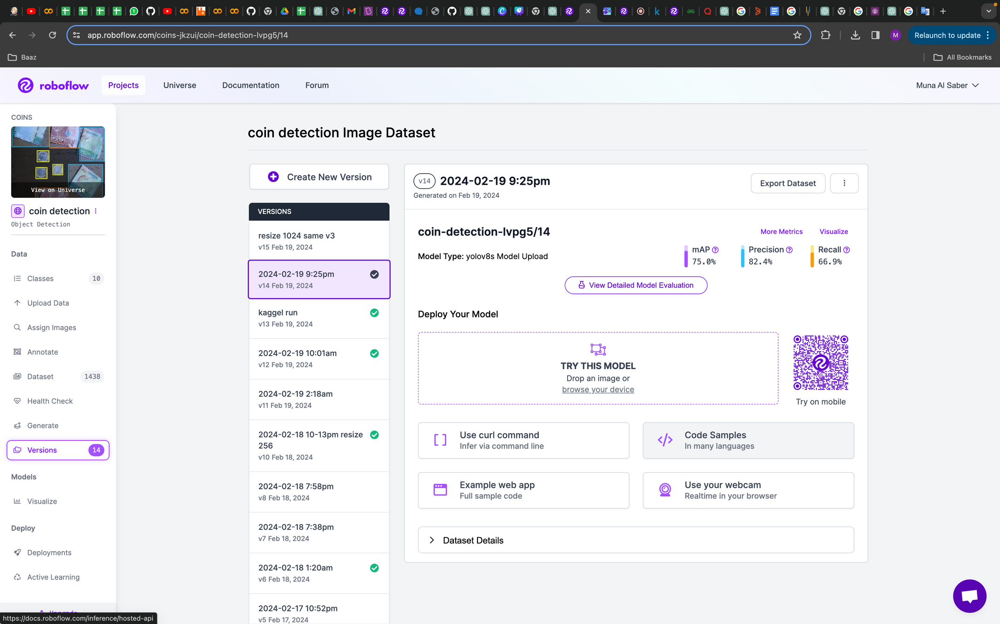 app.roboflow.com/coins-jkzui/coin-detection-lvpg5/14
M
Relaunch to update
Baaz
All Bookmarks
roboflow
Projects
Universe
Documentation
Forum
Muna Al Saber
COINS
View on Universe
coin detection
Object Detection
Data
Classes
10
Upload Data
Assign Images
Annotate
Dataset
1438
Health Check
Generate
Versions
14
Models
Visualize
Deploy
Deployments
Active Learning
https://docs.roboflow.com/inference/hosted-api
coin detection Image Dataset
Create New Version
VERSIONS
resize 1024 same v3
v15 Feb 19, 2024
2024-02-19 9:25pm
v14 Feb 19, 2024
kaggel run
v13 Feb 19, 2024
2024-02-19 10:01am
v12 Feb 19, 2024
2024-02-19 2:18am
v11 Feb 19, 2024
2024-02-18 10-13pm resize
256
v10 Feb 18, 2024
2024-02-18 7:58pm
v8 Feb 18, 2024
2024-02-18 7:38pm
v7 Feb 18, 2024
2024-02-18 1:20am
v6 Feb 18, 2024
2024-02-17 10:52pm
v5 Feb 17, 2024
v14
2024-02-19 9:25pm
Generated on Feb 19, 2024
Export Dataset
coin-detection-lvpg5/14
More Metrics
Visualize
Model Type: yolov8s Model Upload
mAP
75.0%
Precision
82.4%
Recall
66.9%
View Detailed Model Evaluation
Deploy Your Model
TRY THIS MODEL
Drop an image or
browse your device
Try on mobile
Use curl command
Infer via command line
Code Samples
In many languages
Example web app
Full sample code
Use your webcam
Realtime in your browser
Dataset Details